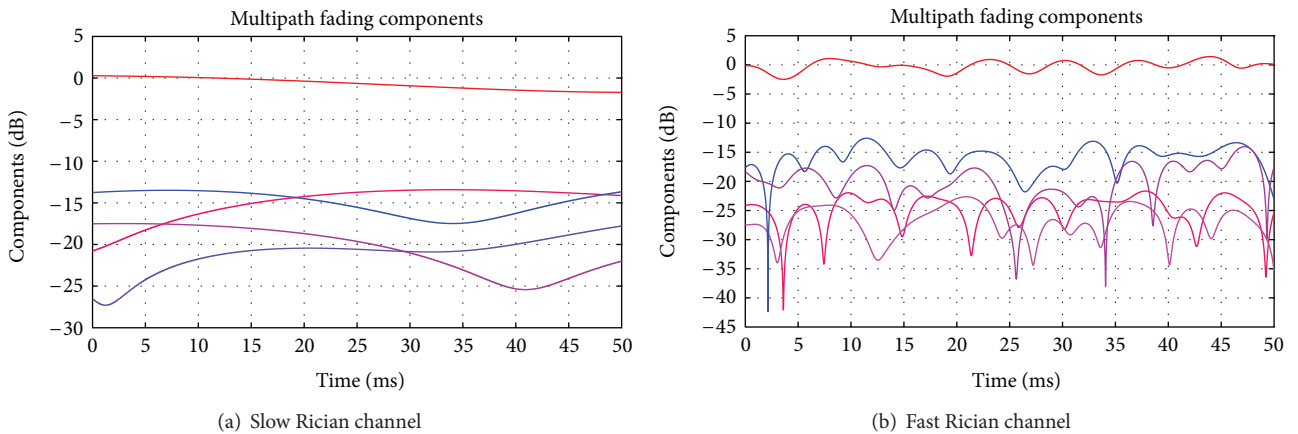 Multipath fading components
5
0
−5
−10
−15
−20
−25
−30
Components (dB)
0 5 10 15 20 25 30 35 40 45 50
Time (ms)
(a) Slow Rician channel
Multipath fading components
5
0
−5
−10
−15
−20
−25
−30
−35
−40
−45
Components (dB)
0 5 10 15 20 25 30 35 40 45 50
Time (ms)
(b) Fast Rician channel